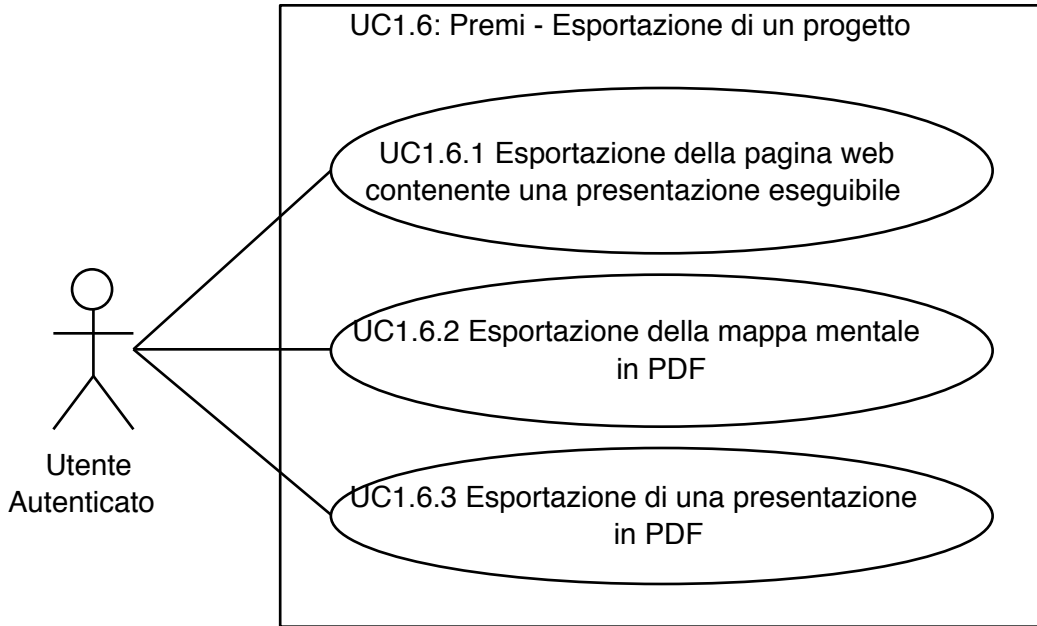 UC1.6: Premi - Esportazione di un progetto
UC1.6.1 Esportazione della pagina web
contenente una presentazione eseguibile
UC1.6.2 Esportazione della mappa mentale
in PDF
UC1.6.3 Esportazione di una presentazione
in PDF
Utente
Autenticato